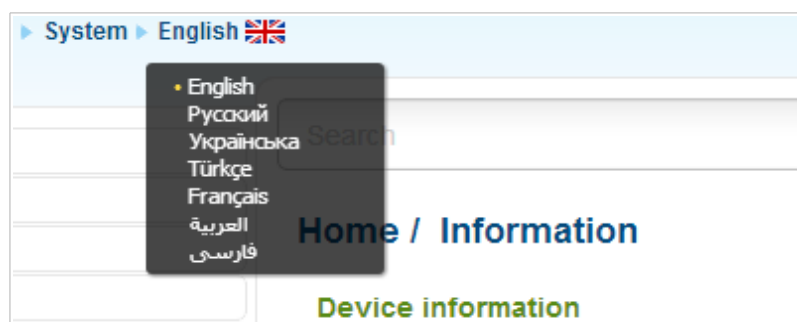 System English
• English
Русский
Українська
Türkçe
Français
العربية
فارسی
Search
Home / Information
Device information